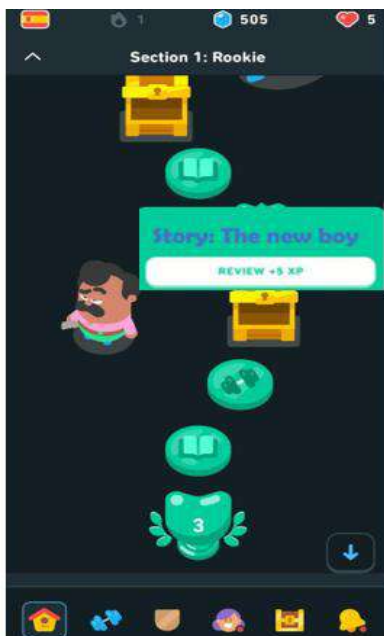 1 505 5
Section 1: Rookie
Story: The new boy
REVIEW +5 XP
3